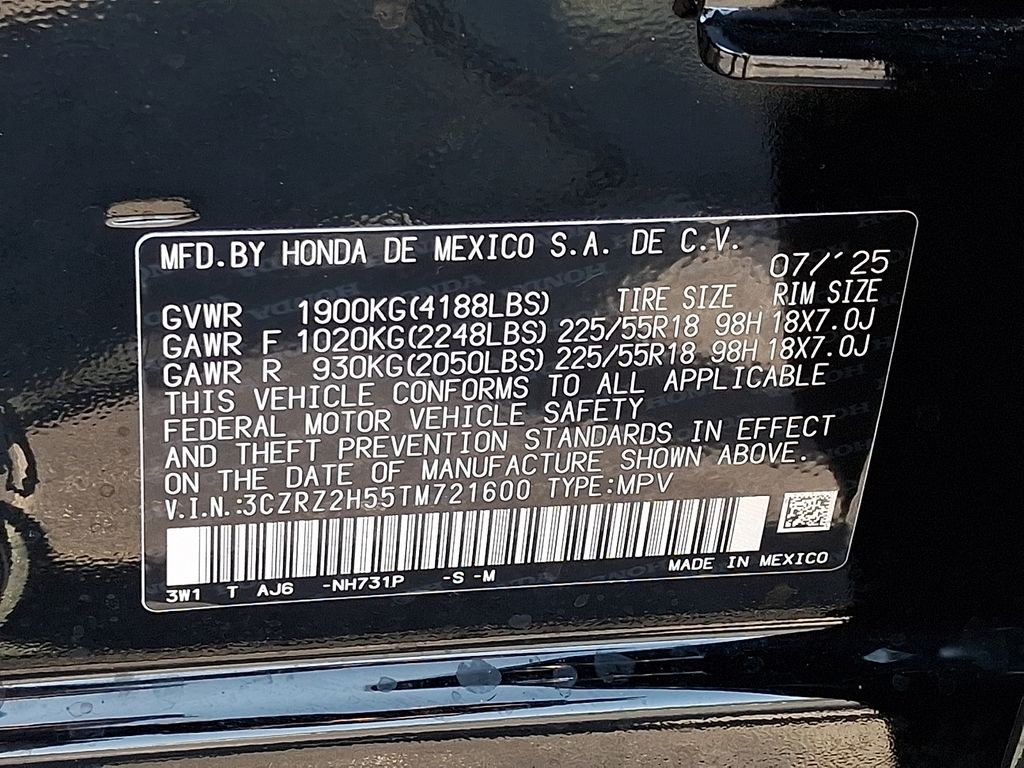 MFD.BY HONDA DE MEXICO S.A. DE C.V.
07/'25
GVWR 1900KG(4188LBS) TIRE SIZE RIM SIZE
GAWR F 1020KG(2248LBS) 225/55R18 98H 18X7.0J
GAWR R 930KG(2050LBS) 225/55R18 98H 18X7.0J
THIS VEHICLE CONFORMS TO ALL APPLICABLE
FEDERAL MOTOR VEHICLE SAFETY
AND THEFT PREVENTION STANDARDS IN EFFECT
ON THE DATE OF MANUFACTURE SHOWN ABOVE.
V.I.N.:3CZRZ2H55TM721600 TYPE:MPV
MADE IN MEXICO
3W1 T AJ6 -NH731P -S -M